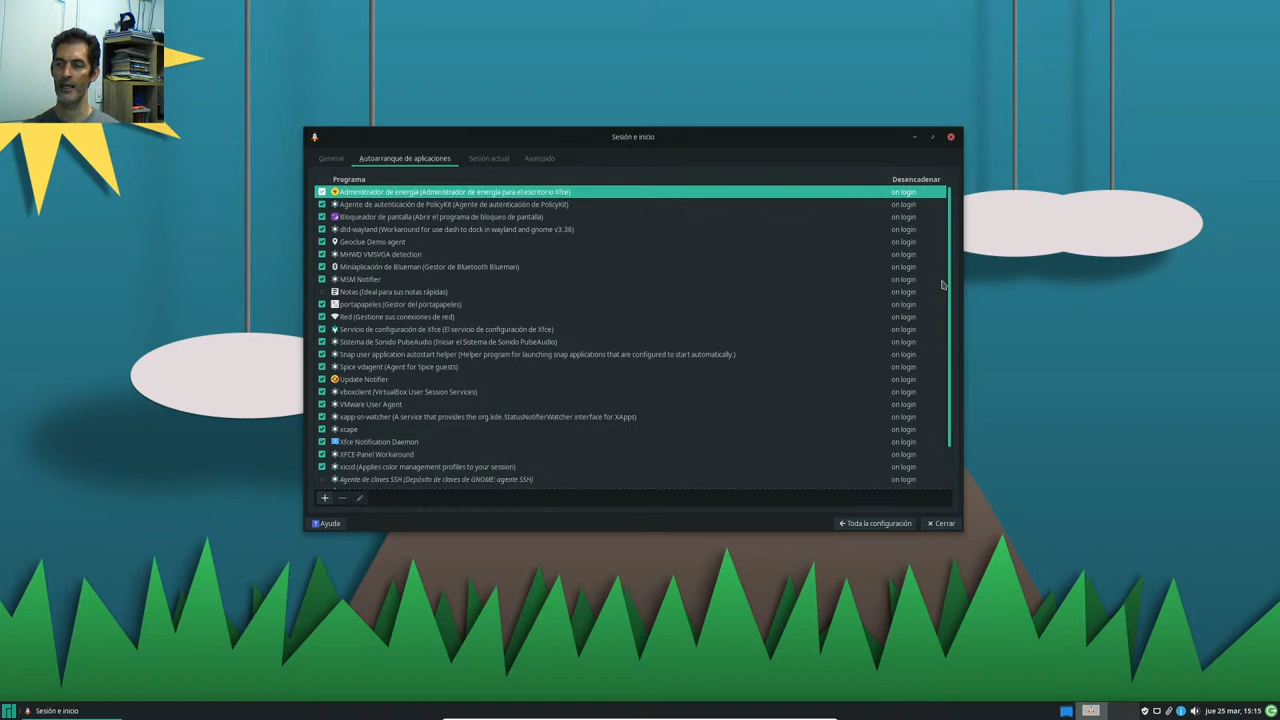 Sesión e inicio
General Autoarranque de aplicaciones Sesión actual Avanzado
Programa Desencadenar
Administrador de energía (Administrador de energía para el escritorio Xfce) on login
Agente de autenticación de PolicyKit (Agente de autenticación de PolicyKit) on login
Bloqueador de pantalla (Abrir el programa de bloqueo de pantalla) on login
dtd-wayland (Workaround for use dash to dock in wayland and gnome v3.36) on login
Geoclue Demo agent on login
MHWD VMSVGA detection on login
Miniaplicación de Blueman (Gestor de Bluetooth Blueman) on login
MSM Notifier on login
Notas (Ideal para sus notas rápidas) on login
portapapeles (Gestor del portapapeles) on login
Red (Gestione sus conexiones de red) on login
Servicio de configuración de Xfce (El servicio de configuración de Xfce) on login
Sistema de Sonido PulseAudio (Iniciar el Sistema de Sonido PulseAudio) on login
Snap user application autostart helper (Helper program for launching snap applications that are configured to start automatically.) on login
Spice vdagent (Agent for Spice guests) on login
Update Notifier on login
vboxclient (VirtualBox User Session Services) on login
VMware User Agent on login
xapp-sn-watcher (A service that provides the org.kde.StatusNotifierWatcher interface for XApps) on login
xcape on login
Xfce Notification Daemon on login
XFCE-Panel Workaround on login
xiccd (Applies color management profiles to your session) on login
Agente de claves SSH (Depósito de claves de GNOME: agente SSH) on login
Ayuda Toda la configuración Cerrar
Sesión e inicio jue 25 mar, 15:15